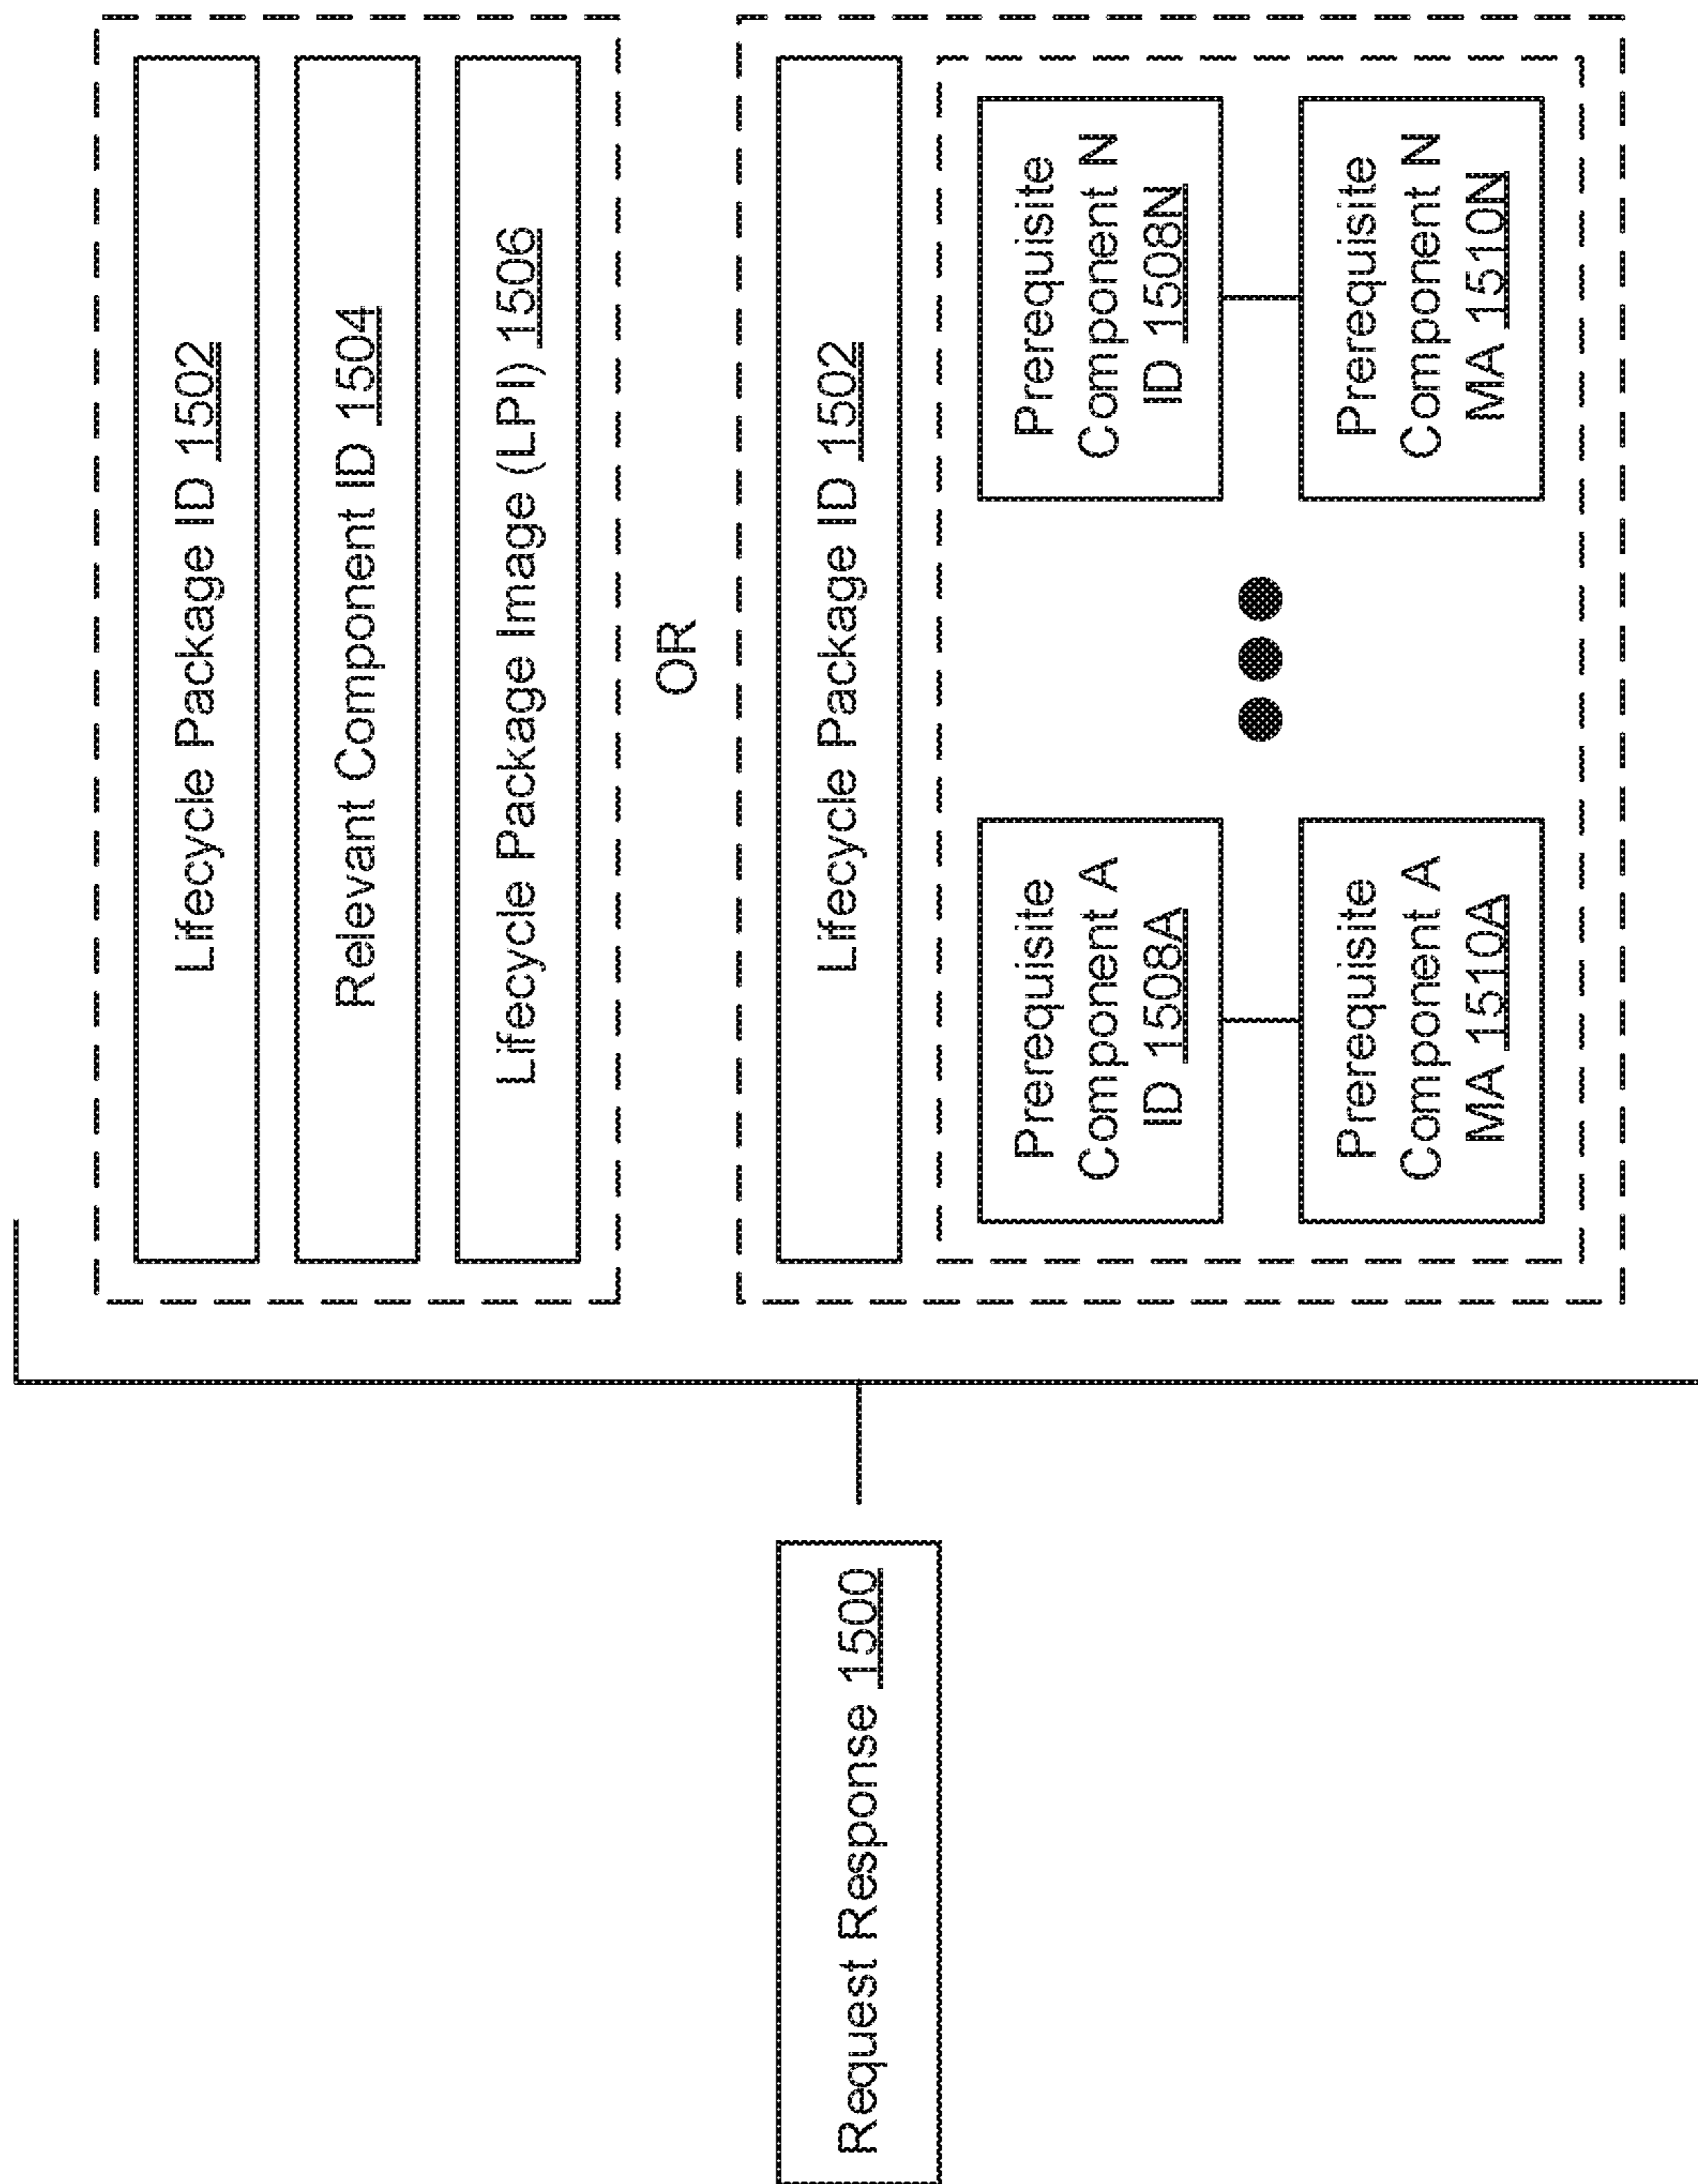 Request Response 1500
Lifecycle Package ID 1502
Relevant Component ID 1504
Lifecycle Package Image (LPI) 1506
OR
Lifecycle Package ID 1502
Prerequisite
Component A
ID 1508A
Prerequisite
Component N
ID 1508N
Prerequisite
Component A
MA 1510A
Prerequisite
Component N
MA 1510N